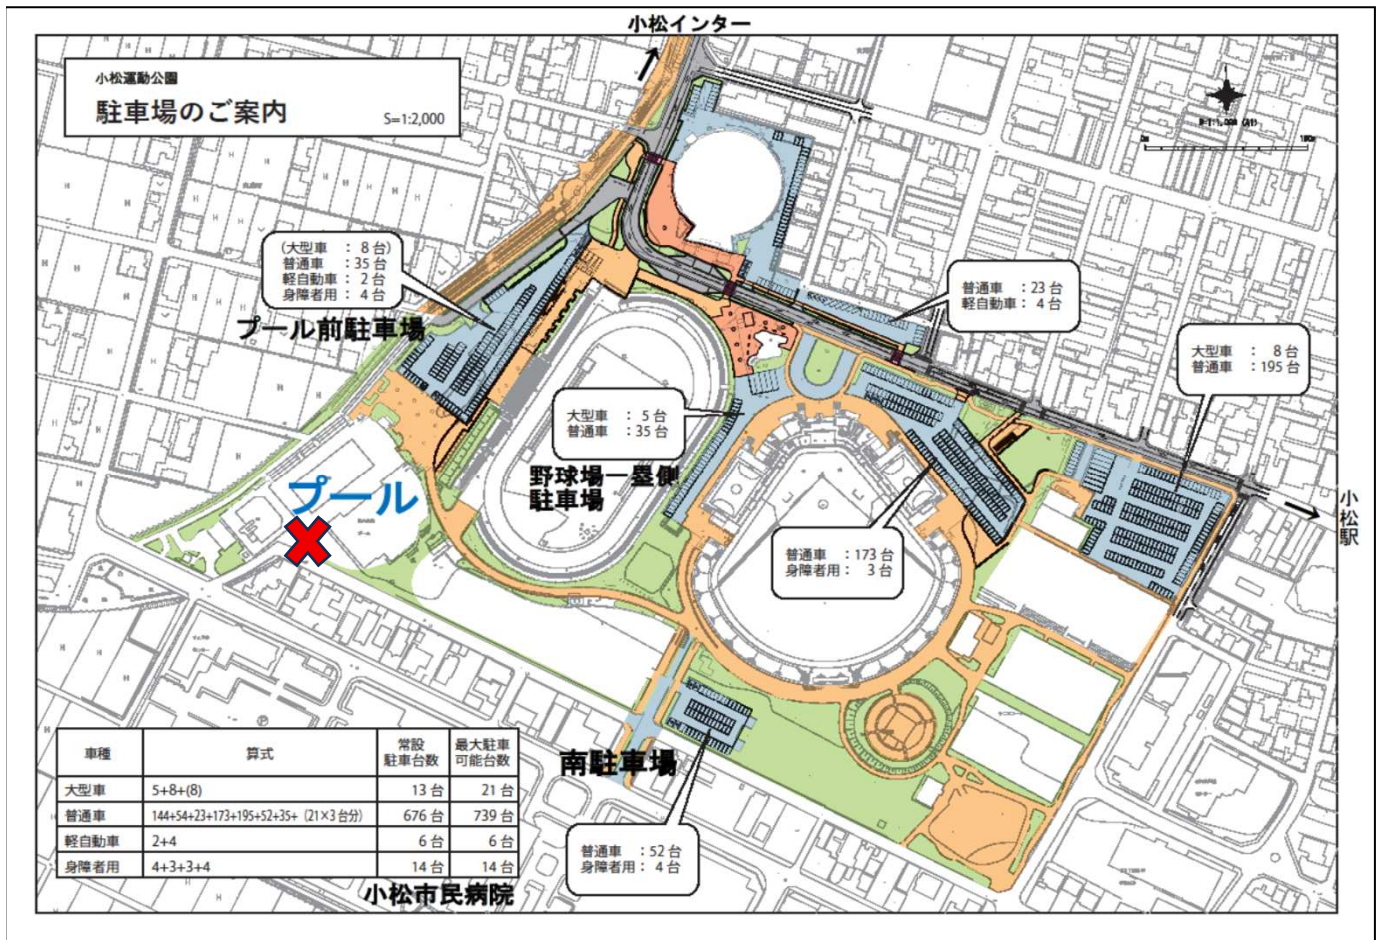 小松インター
小松運動公園
駐車場のご案内
S=1:2,000
(大型車 : 8台)
普通車 : 35台
軽自動車 : 2台
身障者用 : 4台
プール前駐車場
普通車 : 23台
軽自動車 : 4台
大型車 : 8台
普通車 : 195台
大型車 : 5台
普通車 : 35台
野球場一塁側
駐車場
プール
小松駅
普通車 : 173台
身障者用 : 3台
南駐車場
普通車 : 52台
身障者用 : 4台
車種 算式 常設駐車台数 最大駐車可能台数
大型車 5+8+(8) 13台 21台
普通車 144+54+23+173+195+52+35+ (21×3台分) 676台 739台
軽自動車 2+4 6台 6台
身障者用 4+3+3+4 14台 14台
小松市民病院